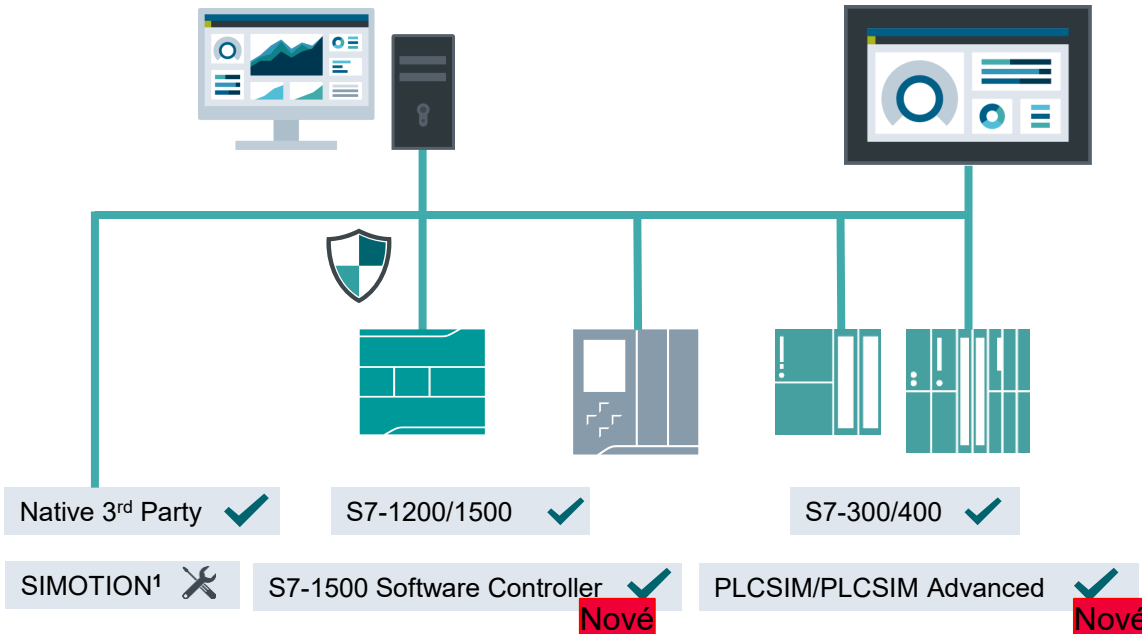 Native 3rd Party
S7-1200/1500
S7-300/400
SIMOTION¹
S7-1500 Software Controller
PLCSIM/PLCSIM Advanced
Nové
Nové